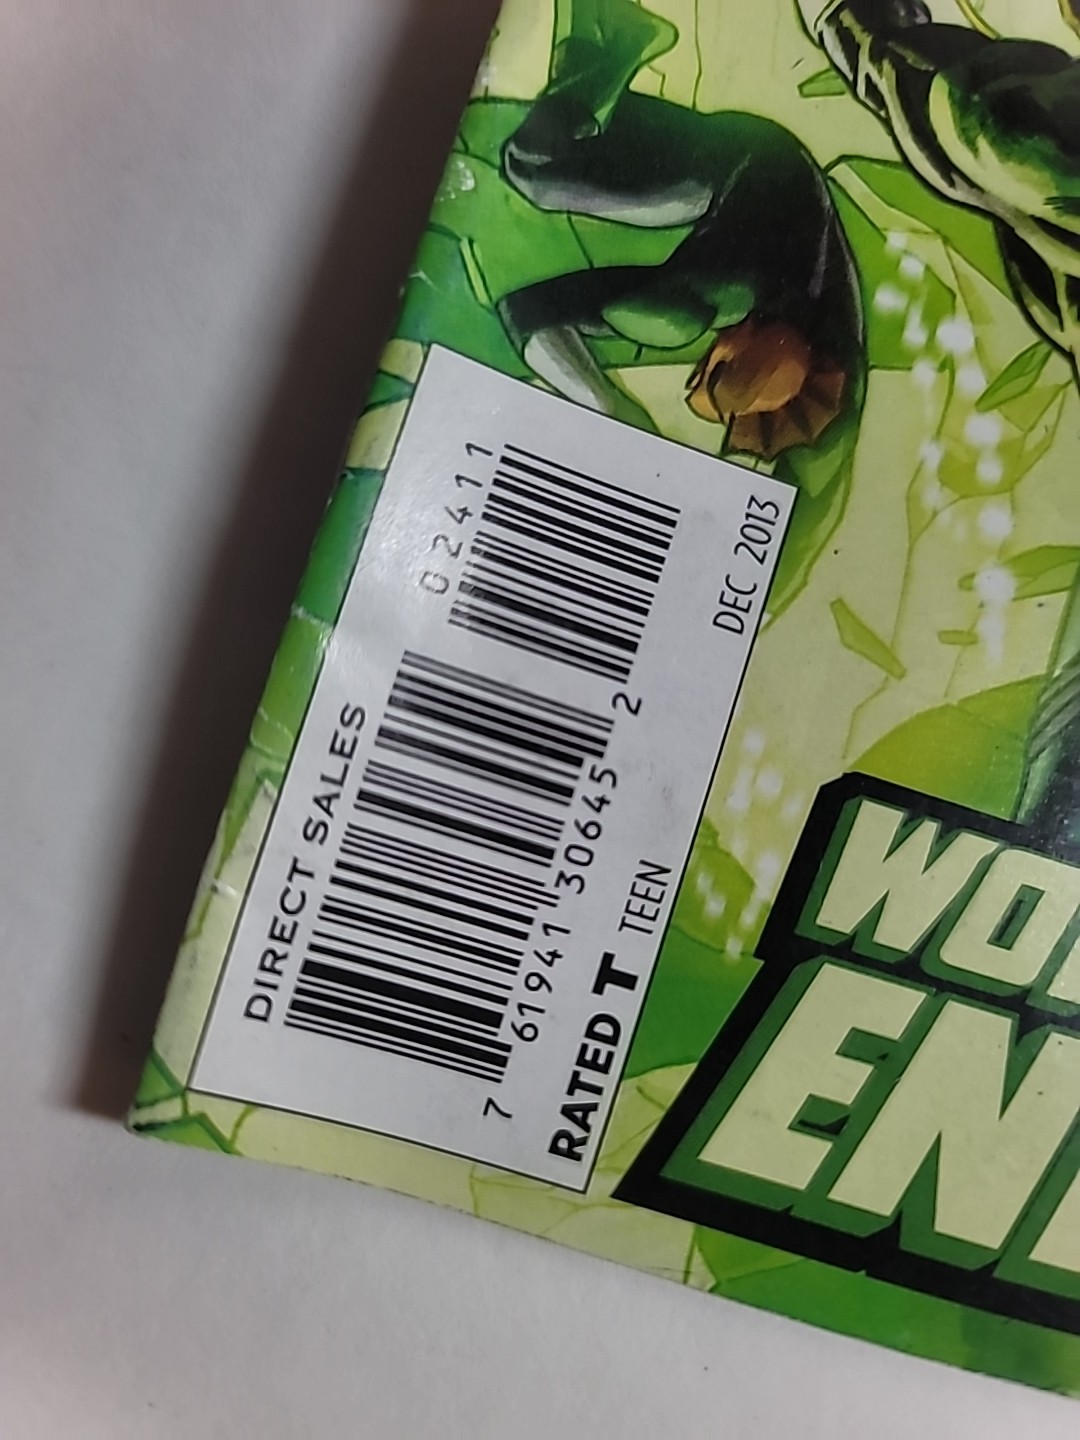 DIRECT SALES
02411
7 61941 30645 2
RATED T TEEN
DEC 2013